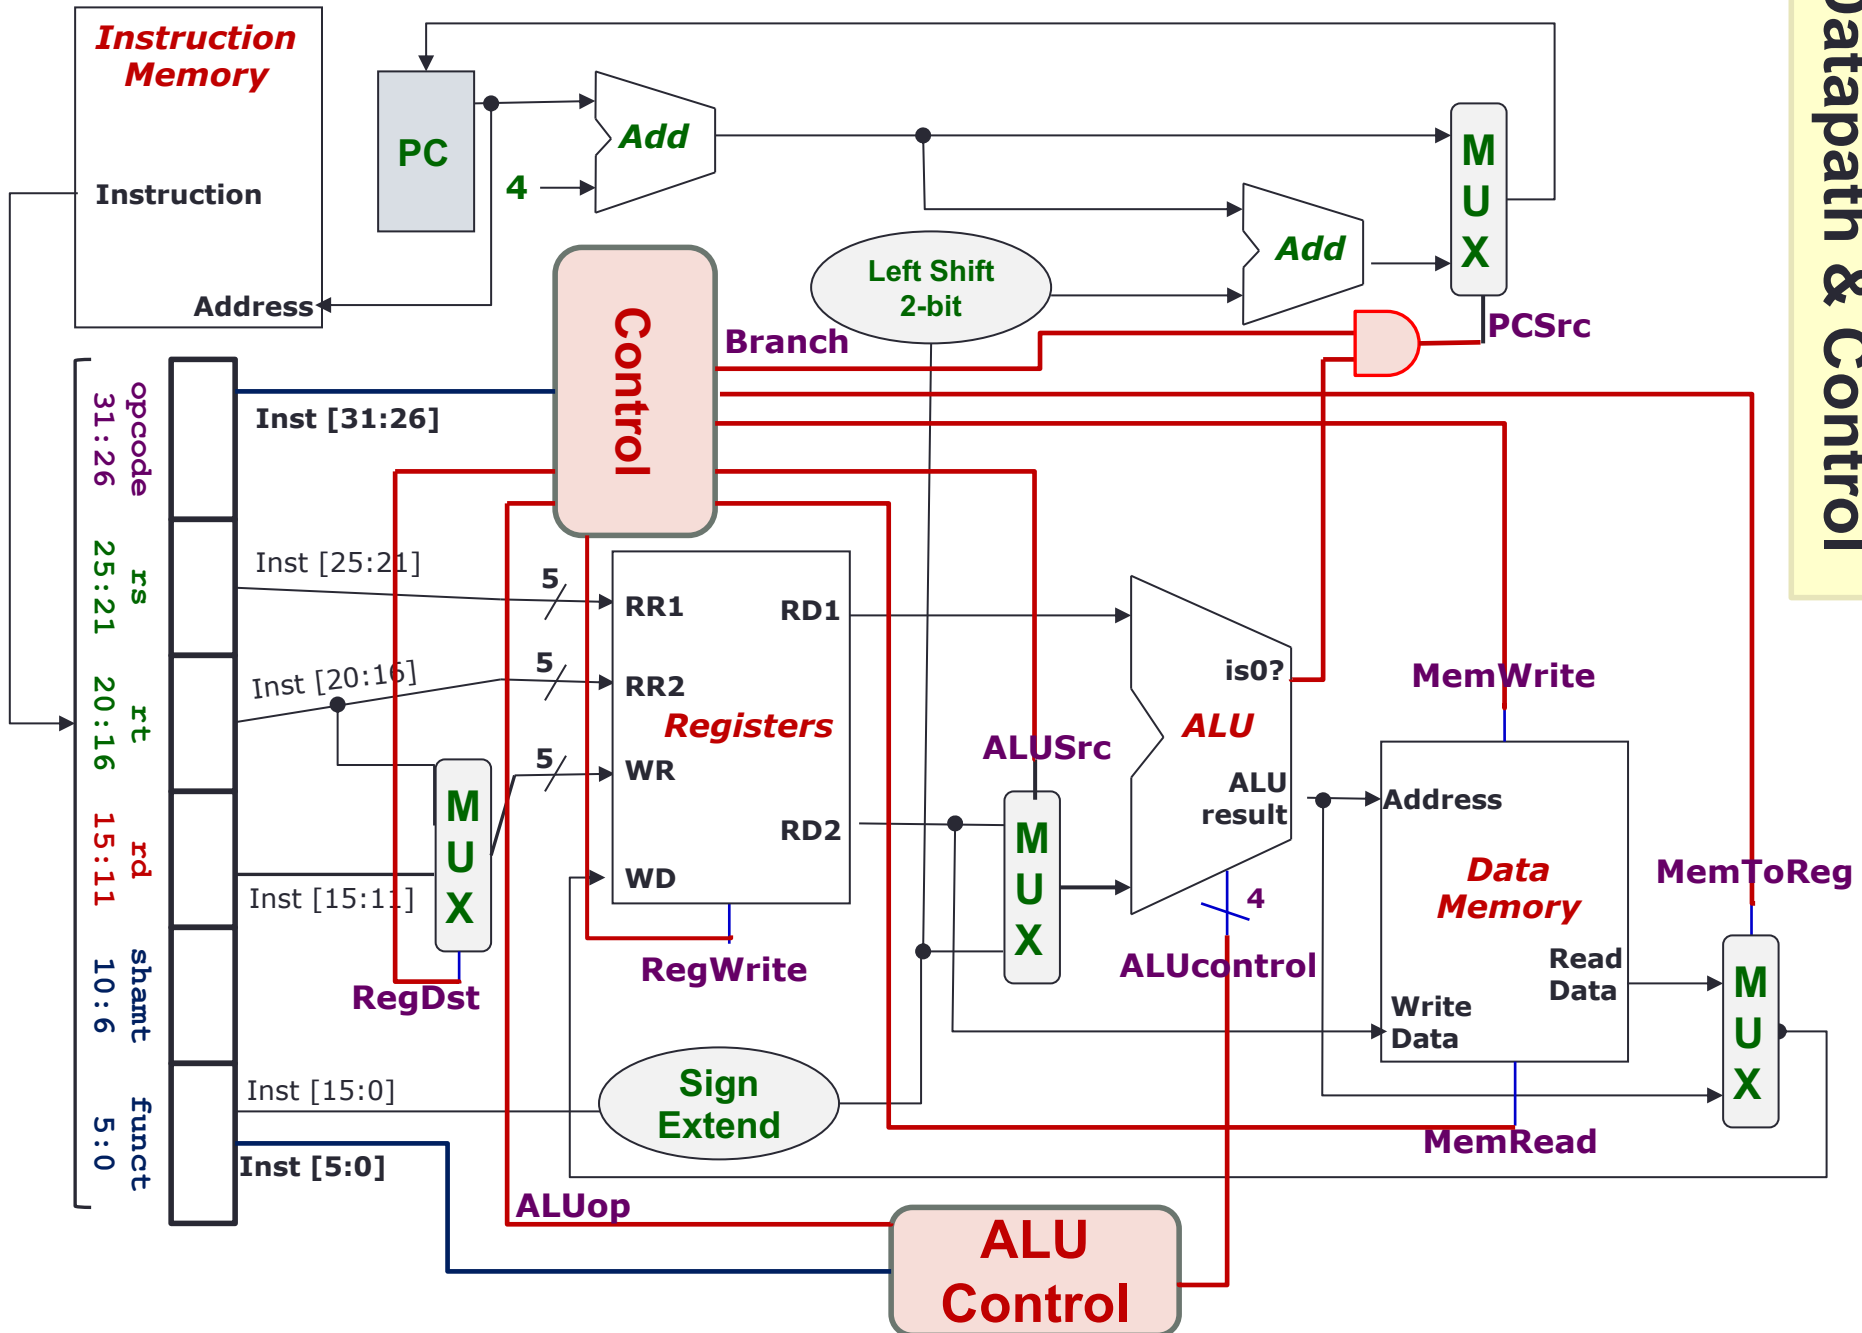 Instruction
Memory
Instruction
Address
PC
4
Add
Add
M
U
X
PCSrc
Left Shift
2-bit
Datapath & Control
Control
Branch
opcode
31:26
Inst [31:26]
rs
25:21
Inst [25:21]
5
rt
20:16
Inst [20:16]
5
rd
15:11
Inst [15:11]
5
shamt
10:6
funct
5:0
Inst [15:0]
Inst [5:0]
M
U
X
RegDst
RR1
RR2
WR
WD
Registers
RD1
RD2
RegWrite
ALUSrc
M
U
X
is0?
ALU
ALU
result
4
ALUcontrol
MemWrite
Address
Data
Memory
Read
Data
Write
Data
MemRead
MemToReg
M
U
X
Sign
Extend
ALUop
ALU
Control